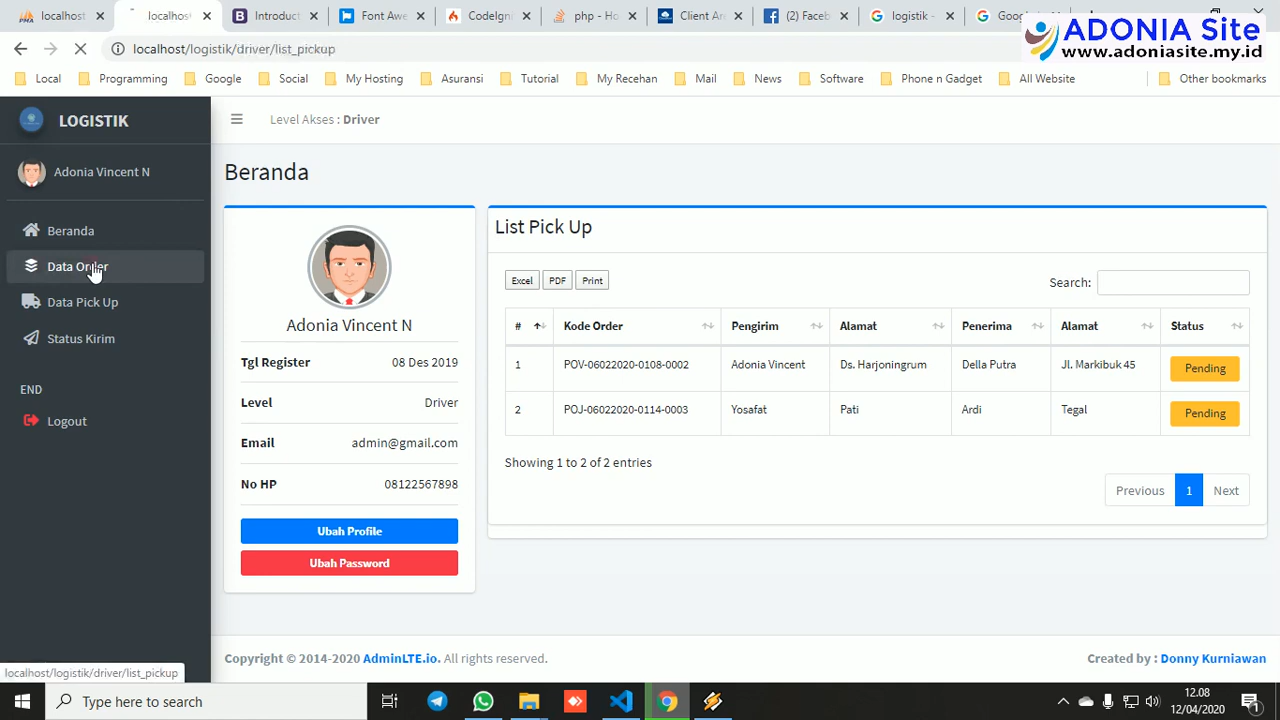 localhos
localhos
Introduct
Font Awe
CodeIgni
php - Ho
Client A
(2) Faceb
logistik -
Google
localhost/logistik/driver/list_pickup
ADONIA Site
www.adoniasite.my.id
Local
Programming
Google
Social
My Hosting
Asuransi
Tutorial
My Recehan
Mail
News
Software
Phone n Gadget
All Website
Other bookmarks
LOGISTIK
Adonia Vincent N
Beranda
Data Order
Data Pick Up
Status Kirim
END
Logout
Level Akses : Driver
Beranda
Adonia Vincent N
Tgl Register 08 Des 2019
Level Driver
Email admin@gmail.com
No HP 08122567898
Ubah Profile
Ubah Password
List Pick Up
Excel PDF Print
Search:
# Kode Order Pengirim Alamat Penerima Alamat Status
1 POV-06022020-0108-0002 Adonia Vincent Ds. Harjoningrum Della Putra Jl. Markibuk 45 Pending
2 POJ-06022020-0114-0003 Yosafat Pati Ardi Tegal Pending
Showing 1 to 2 of 2 entries
Previous 1 Next
Copyright © 2014-2020 AdminLTE.io. All rights reserved.
Created by : Donny Kurniawan
localhost/logistik/driver/list_pickup
Type here to search
12.08
12/04/2020
1